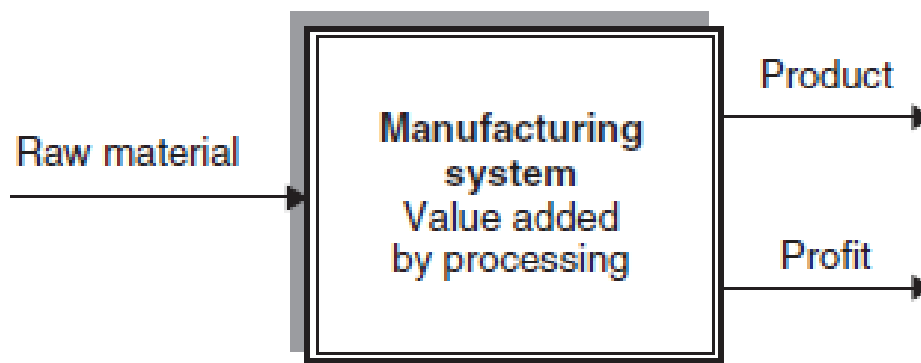 Raw material
Manufacturing
system
Value added
by processing
Product
Profit